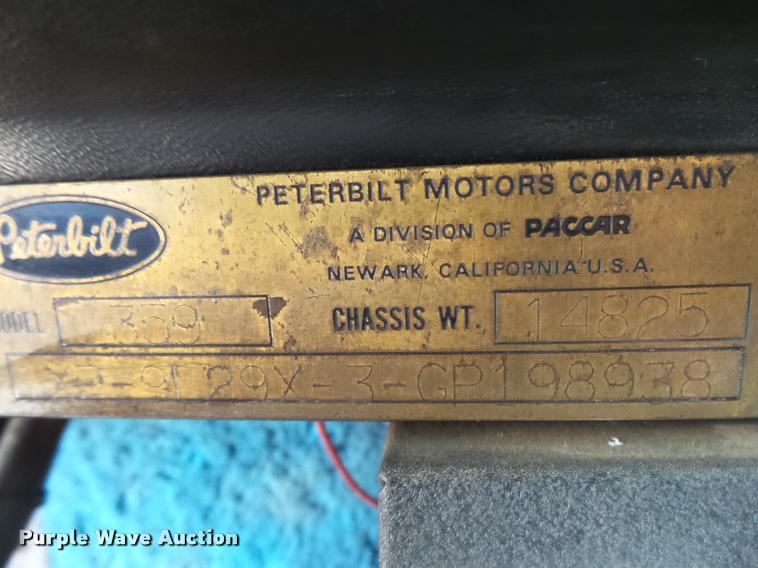 PETERBILT MOTORS COMPANY
Peterbilt
A DIVISION OF PACCAR
NEWARK, CALIFORNIA U.S.A.
MODEL 359 CHASSIS WT. 14825
29X-3-GP198938
Purple Wave Auction